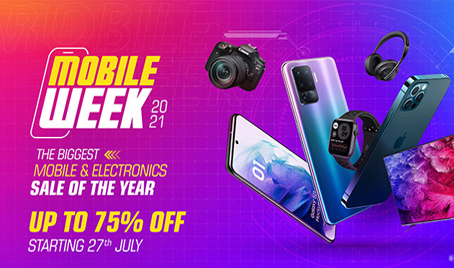 MOBILE
WEEK 20
21
THE BIGGEST
MOBILE & ELECTRONICS
SALE OF THE YEAR
UP TO 75% OFF
STARTING 27th JULY
01